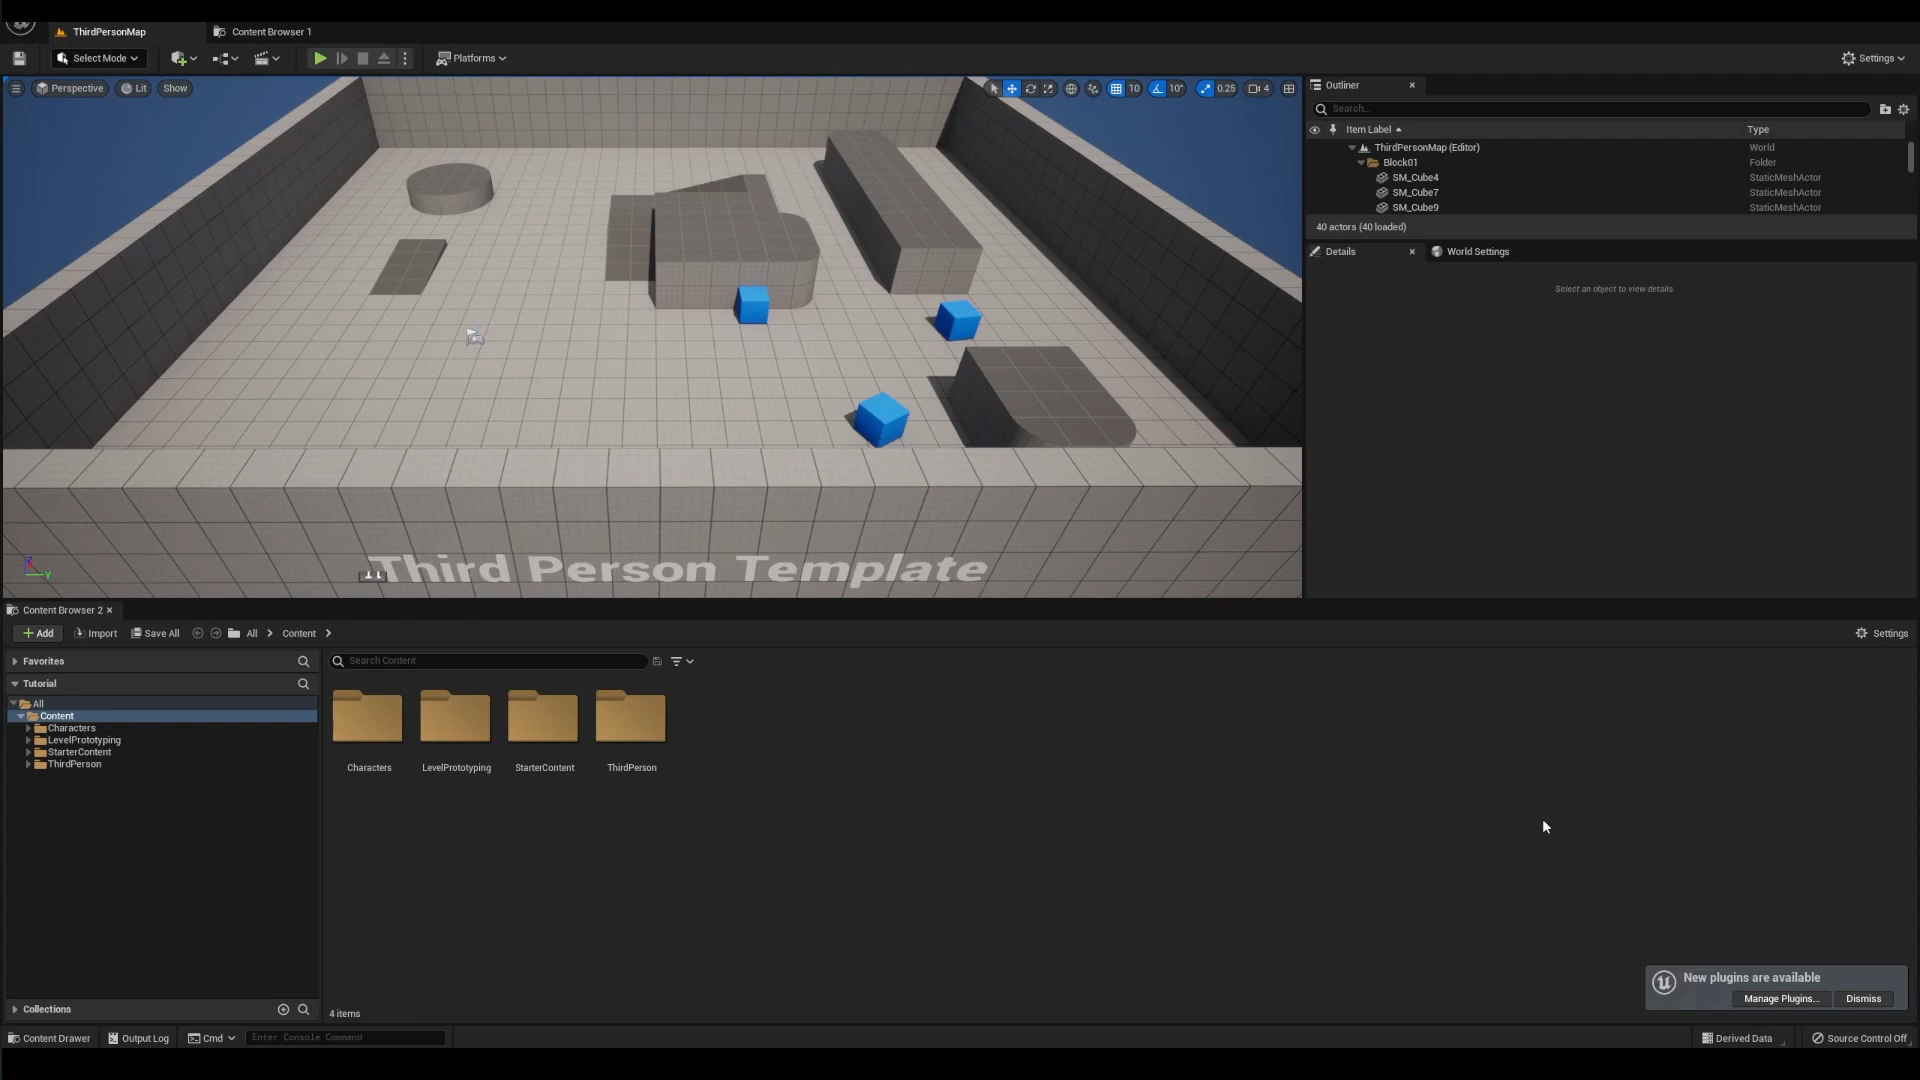 ThirdPersonMap
Content Browser 1
Select Mode
Platforms
Settings
Perspective
Lit
Show
10
10°
0.25
4
Third Person Template
Outliner
Search...
Item Label
Type
ThirdPersonMap (Editor)
World
Block01
Folder
SM_Cube4
StaticMeshActor
SM_Cube7
StaticMeshActor
SM_Cube9
StaticMeshActor
40 actors (40 loaded)
Details
World Settings
Select an object to view details.
Content Browser 2
Add
Import
Save All
All
Content
Settings
Favorites
Tutorial
All
Content
Characters
LevelPrototyping
StarterContent
ThirdPerson
Collections
Search Content
Characters
LevelPrototyping
StarterContent
ThirdPerson
4 items
New plugins are available
Manage Plugins...
Dismiss
Content Drawer
Output Log
Cmd
Enter Console Command
Derived Data
Source Control Off